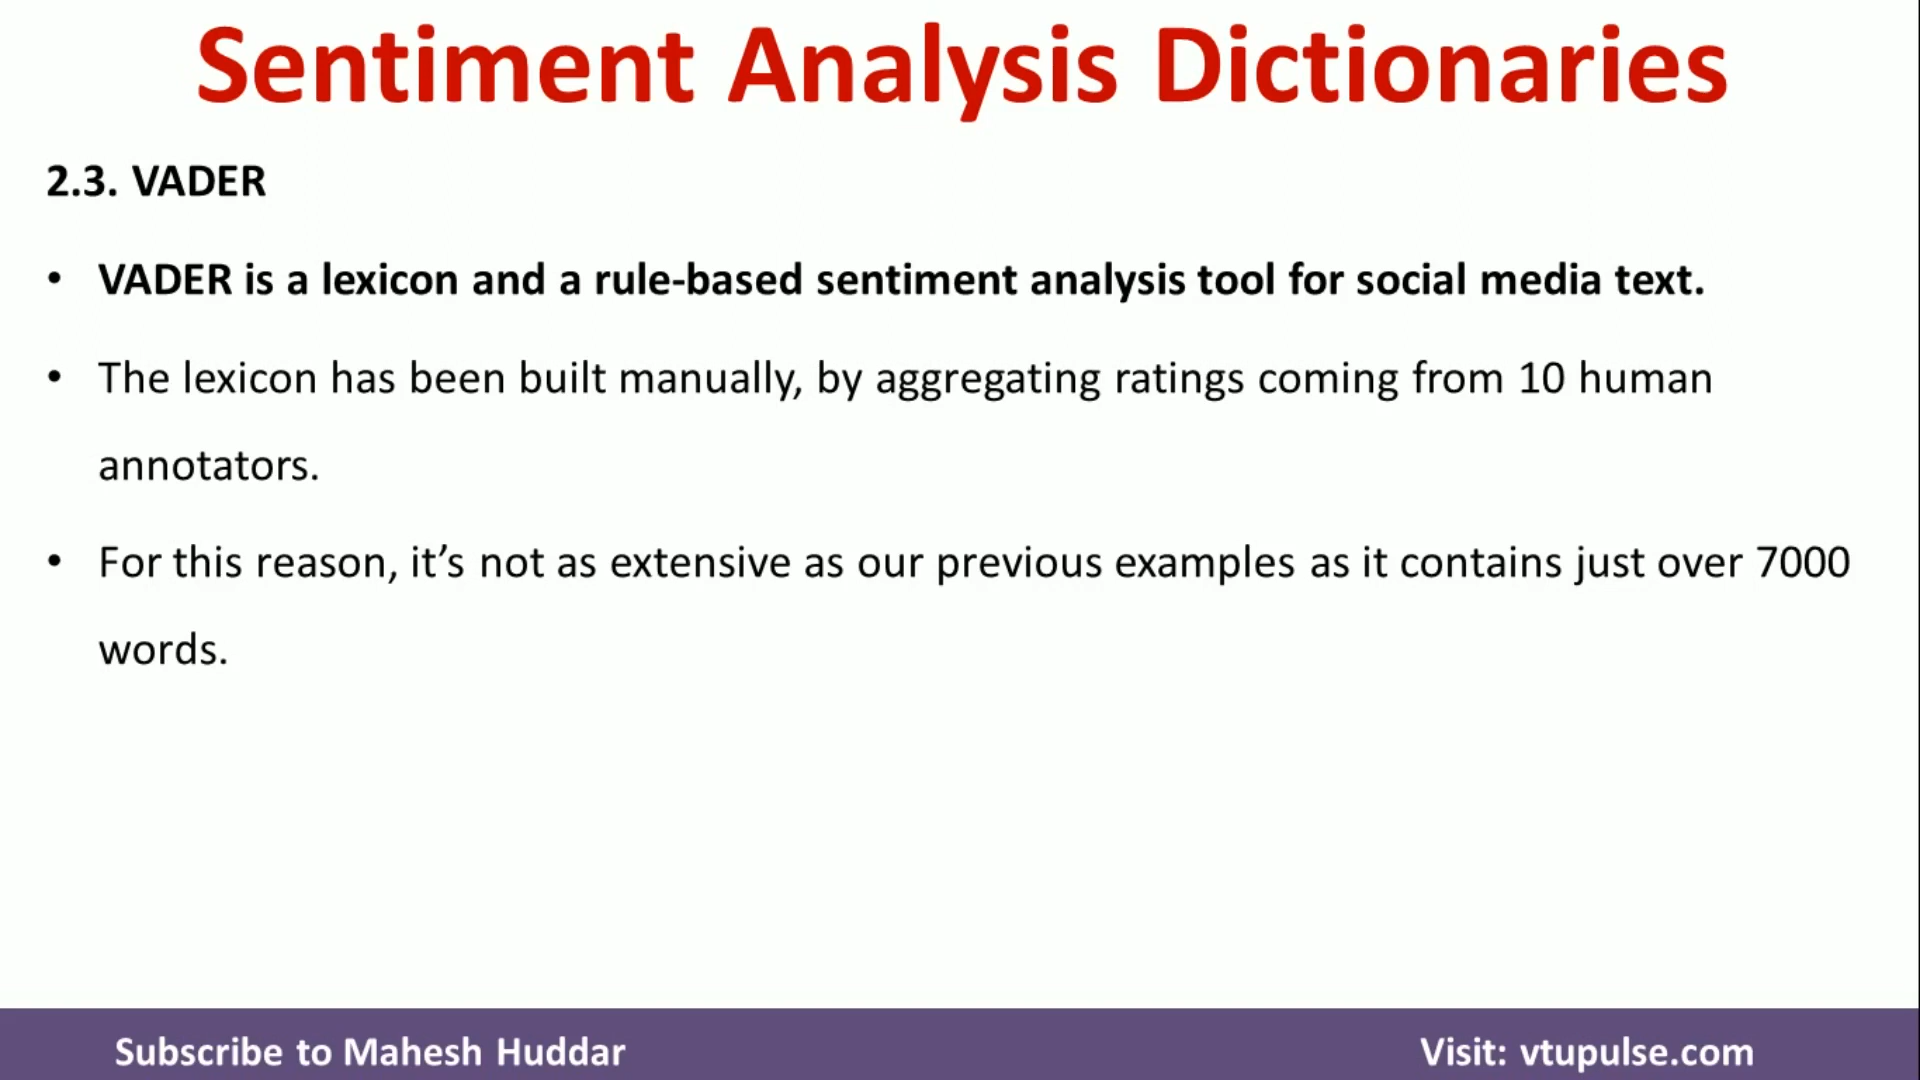 Sentiment Analysis Dictionaries
2.3. VADER
• VADER is a lexicon and a rule-based sentiment analysis tool for social media text.
• The lexicon has been built manually, by aggregating ratings coming from 10 human
annotators.
• For this reason, it’s not as extensive as our previous examples as it contains just over 7000
words.
Subscribe to Mahesh Huddar
Visit: vtupulse.com